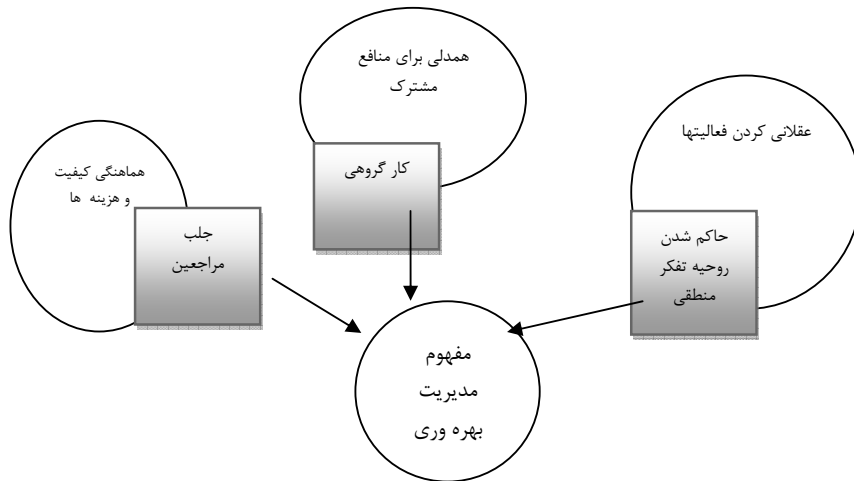 عقلانی کردن فعالیتها
حاکم شدن
روحیه تفکر
منطقی
همدلی برای منافع
مشترک
کار گروهی
هماهنگی کیفیت
و هزینه ها
جلب
مراجعین
مفهوم
مدیریت
بهره وری